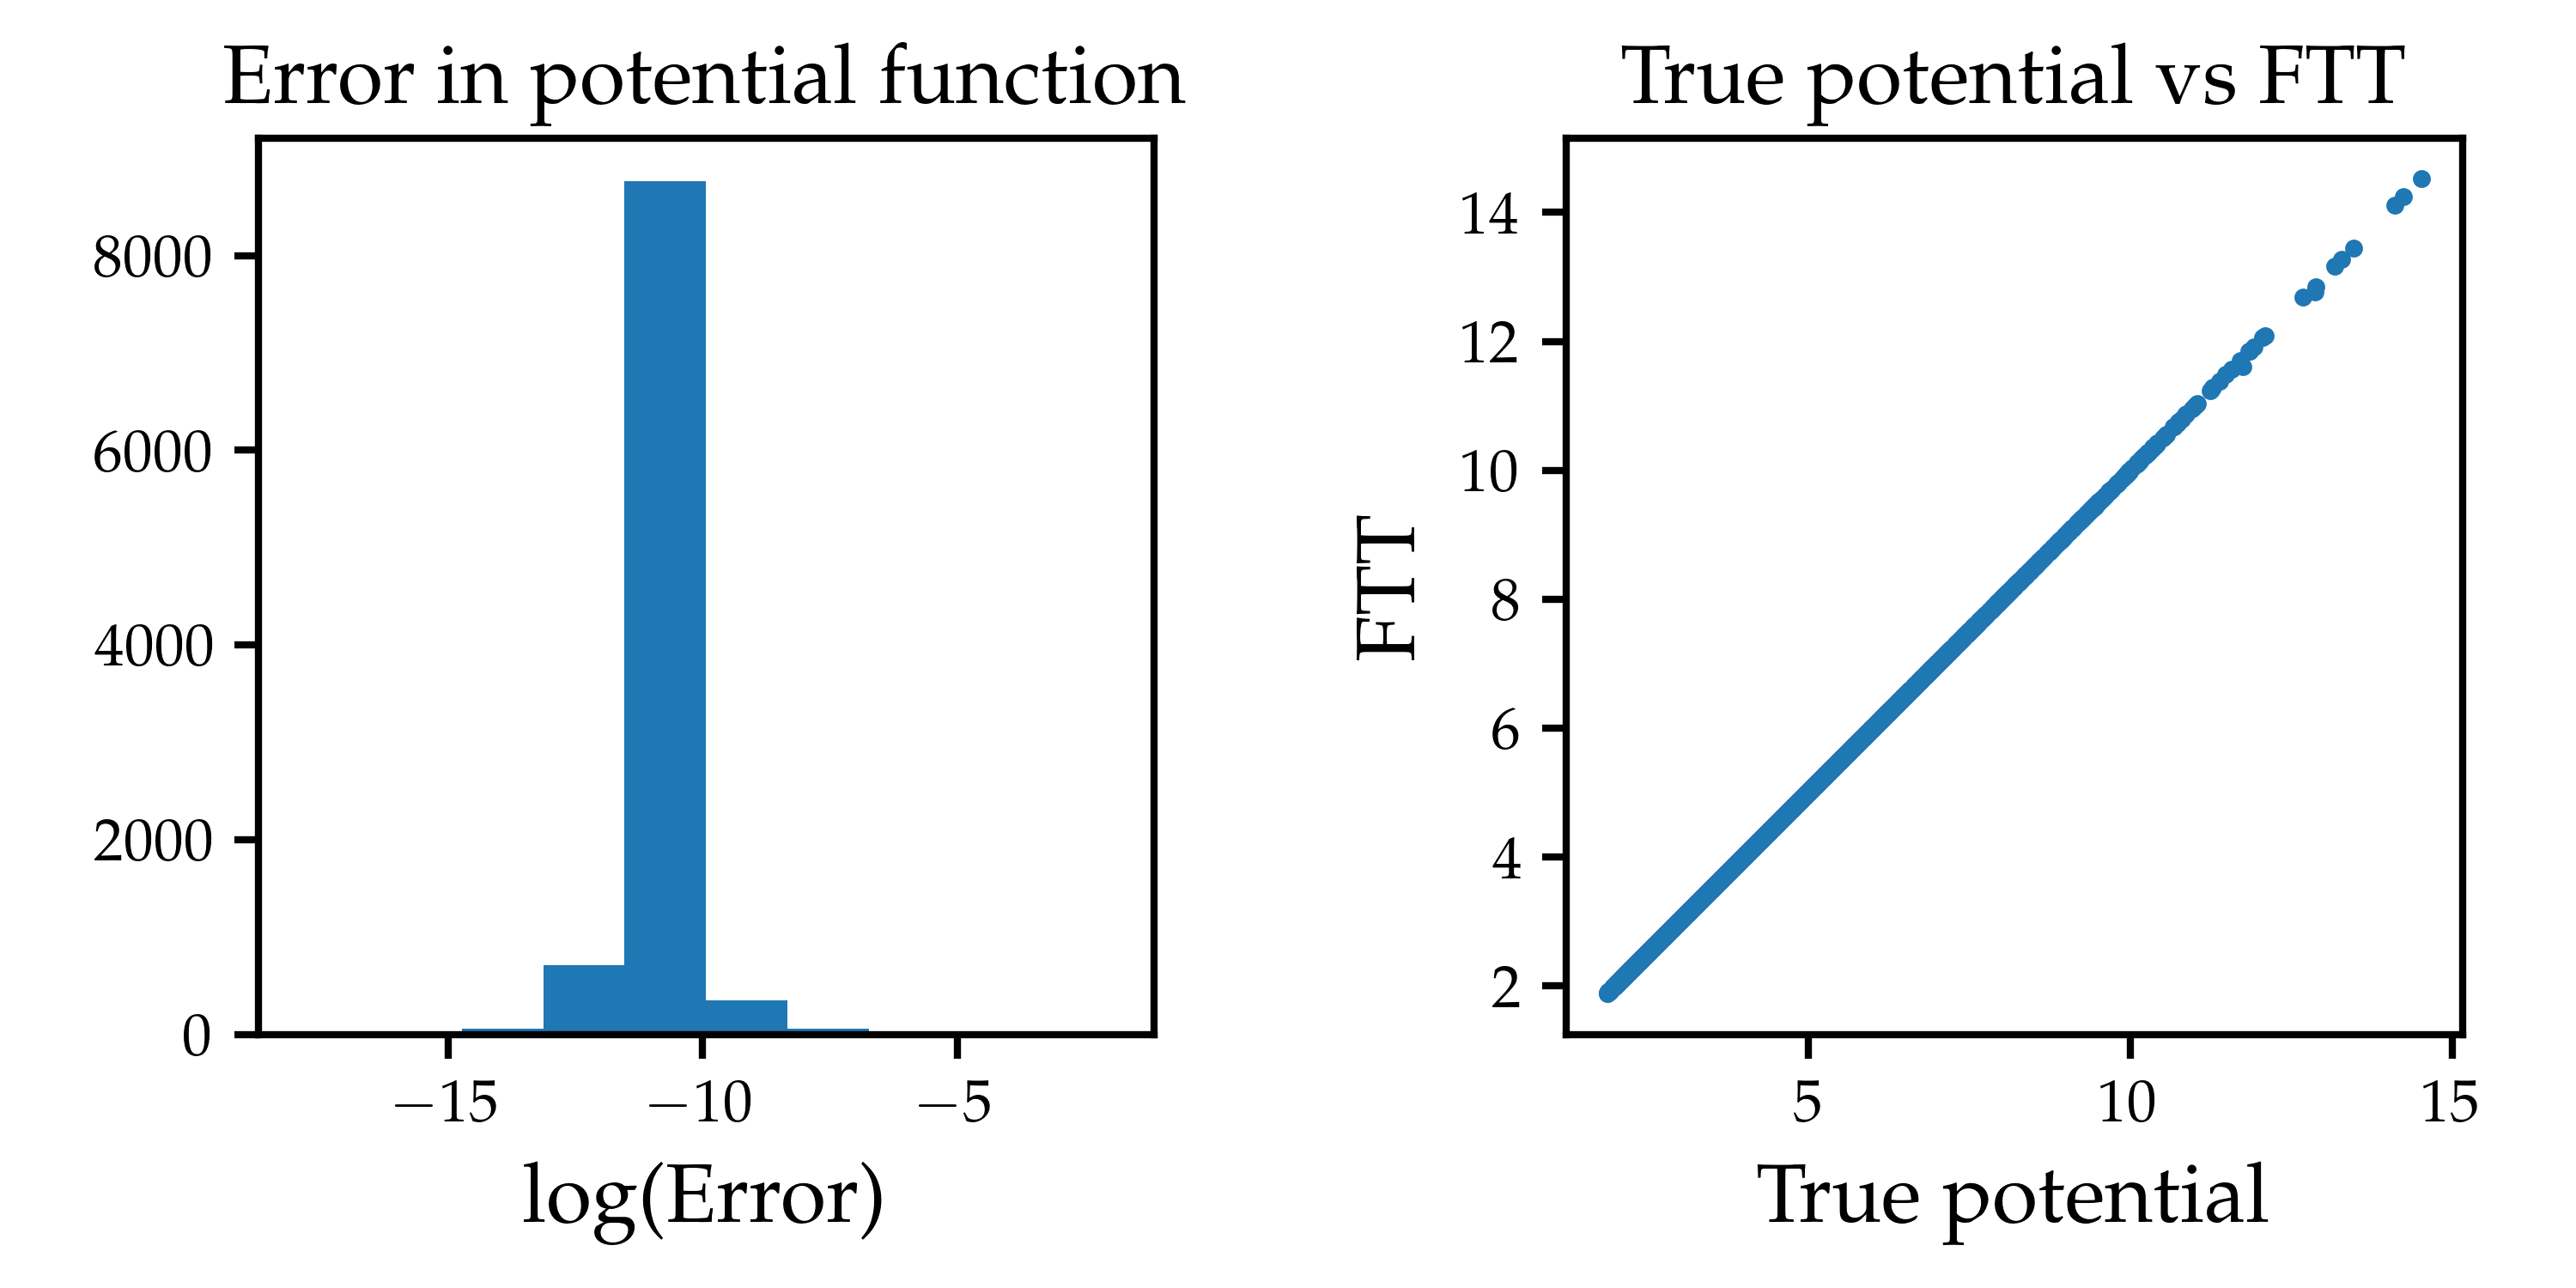 Error in potential function
8000
6000
4000
2000
0
−15 −10 −5
log(Error)
True potential vs FTT
14
12
10
8
6
4
2
FTT
5 10 15
True potential